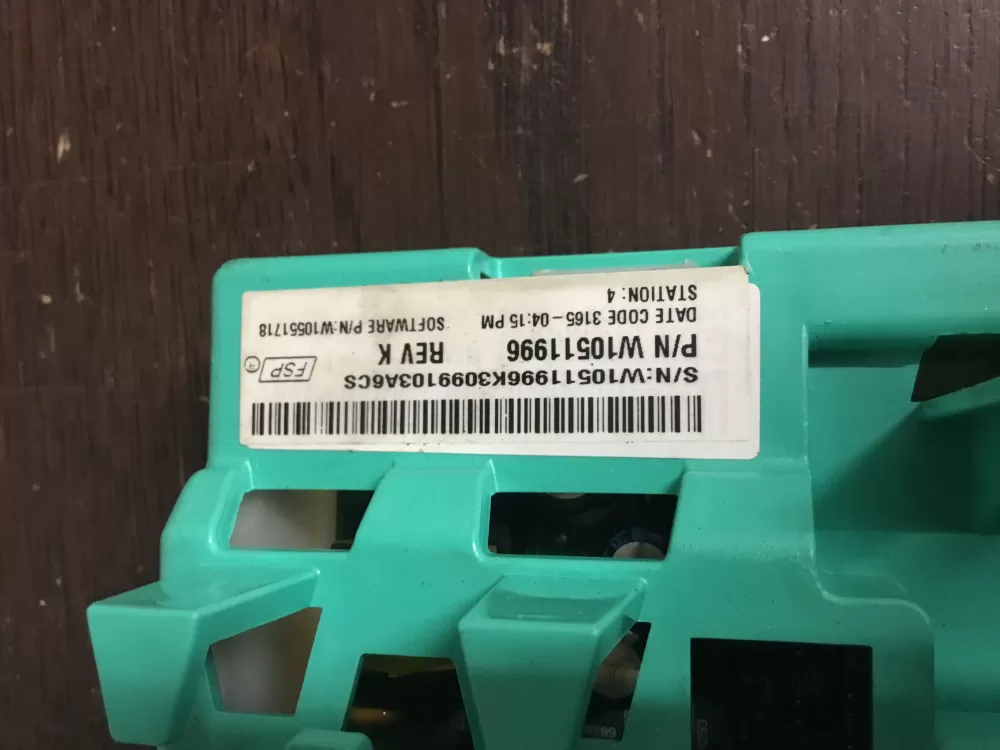 S/N:W10511996K3099103A6CS
P/N W10511996 REV K
DATE CODE 3165-04:15 PM SOFTWARE P/N:W10551718
STATION: 4
FSP